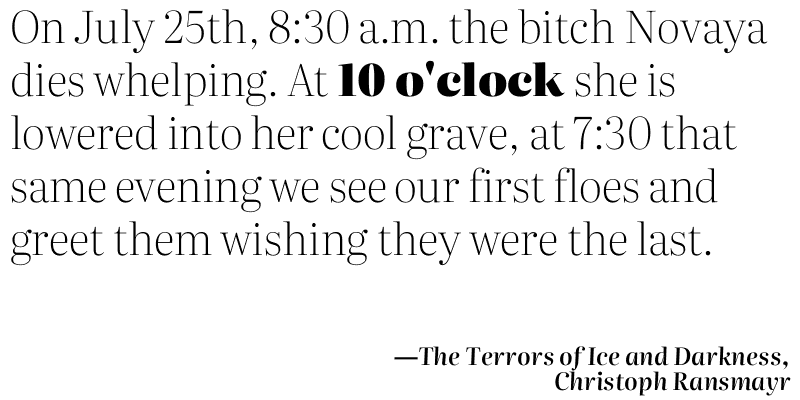 On July 25th, 8:30 a.m. the bitch Novaya
dies whelping. At 10 o'clock she is
lowered into her cool grave, at 7:30 that
same evening we see our first floes and
greet them wishing they were the last.
—The Terrors of Ice and Darkness,
Christoph Ransmayr